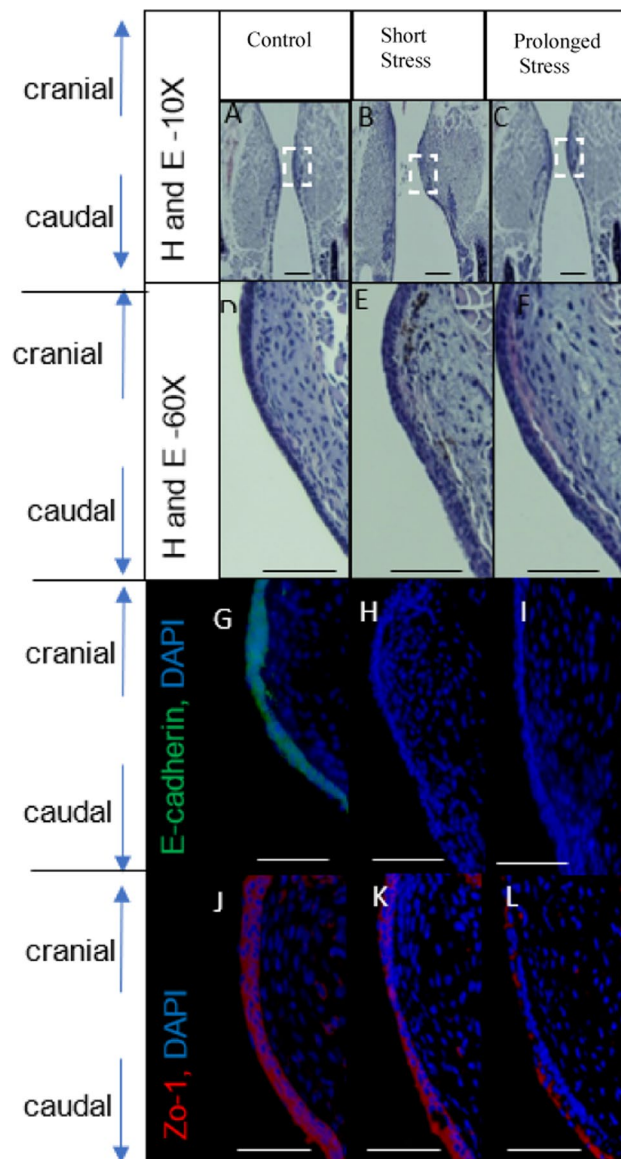 Control
Short Stress
Prolonged Stress
cranial
caudal
H and E -10X
A
B
C
cranial
caudal
H and E -60X
D
E
F
cranial
caudal
E-cadherin, DAPI
G
H
I
cranial
caudal
Zo-1, DAPI
J
K
L